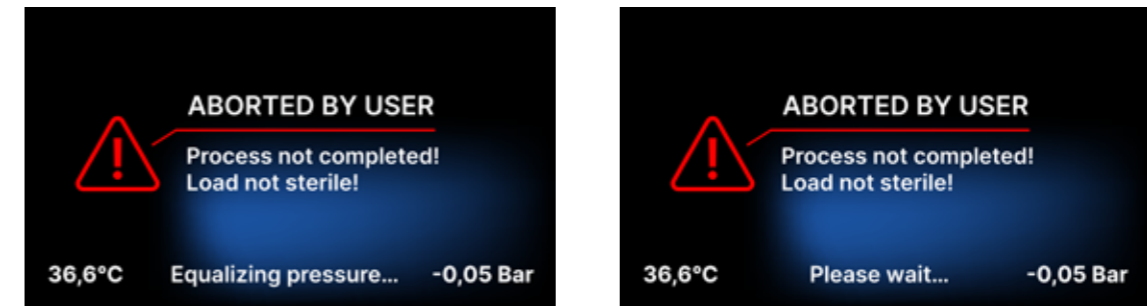 ABORTED BY USER
Process not completed!
Load not sterile!
36,6°C Equalizing pressure... -0,05 Bar
ABORTED BY USER
Process not completed!
Load not sterile!
36,6°C Please wait... -0,05 Bar